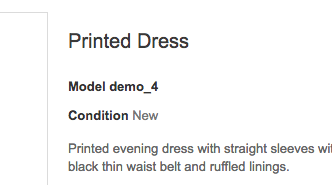 Printed Dress
Model demo_4
Condition New
Printed evening dress with straight sleeves
black thin waist belt and ruffled linings.